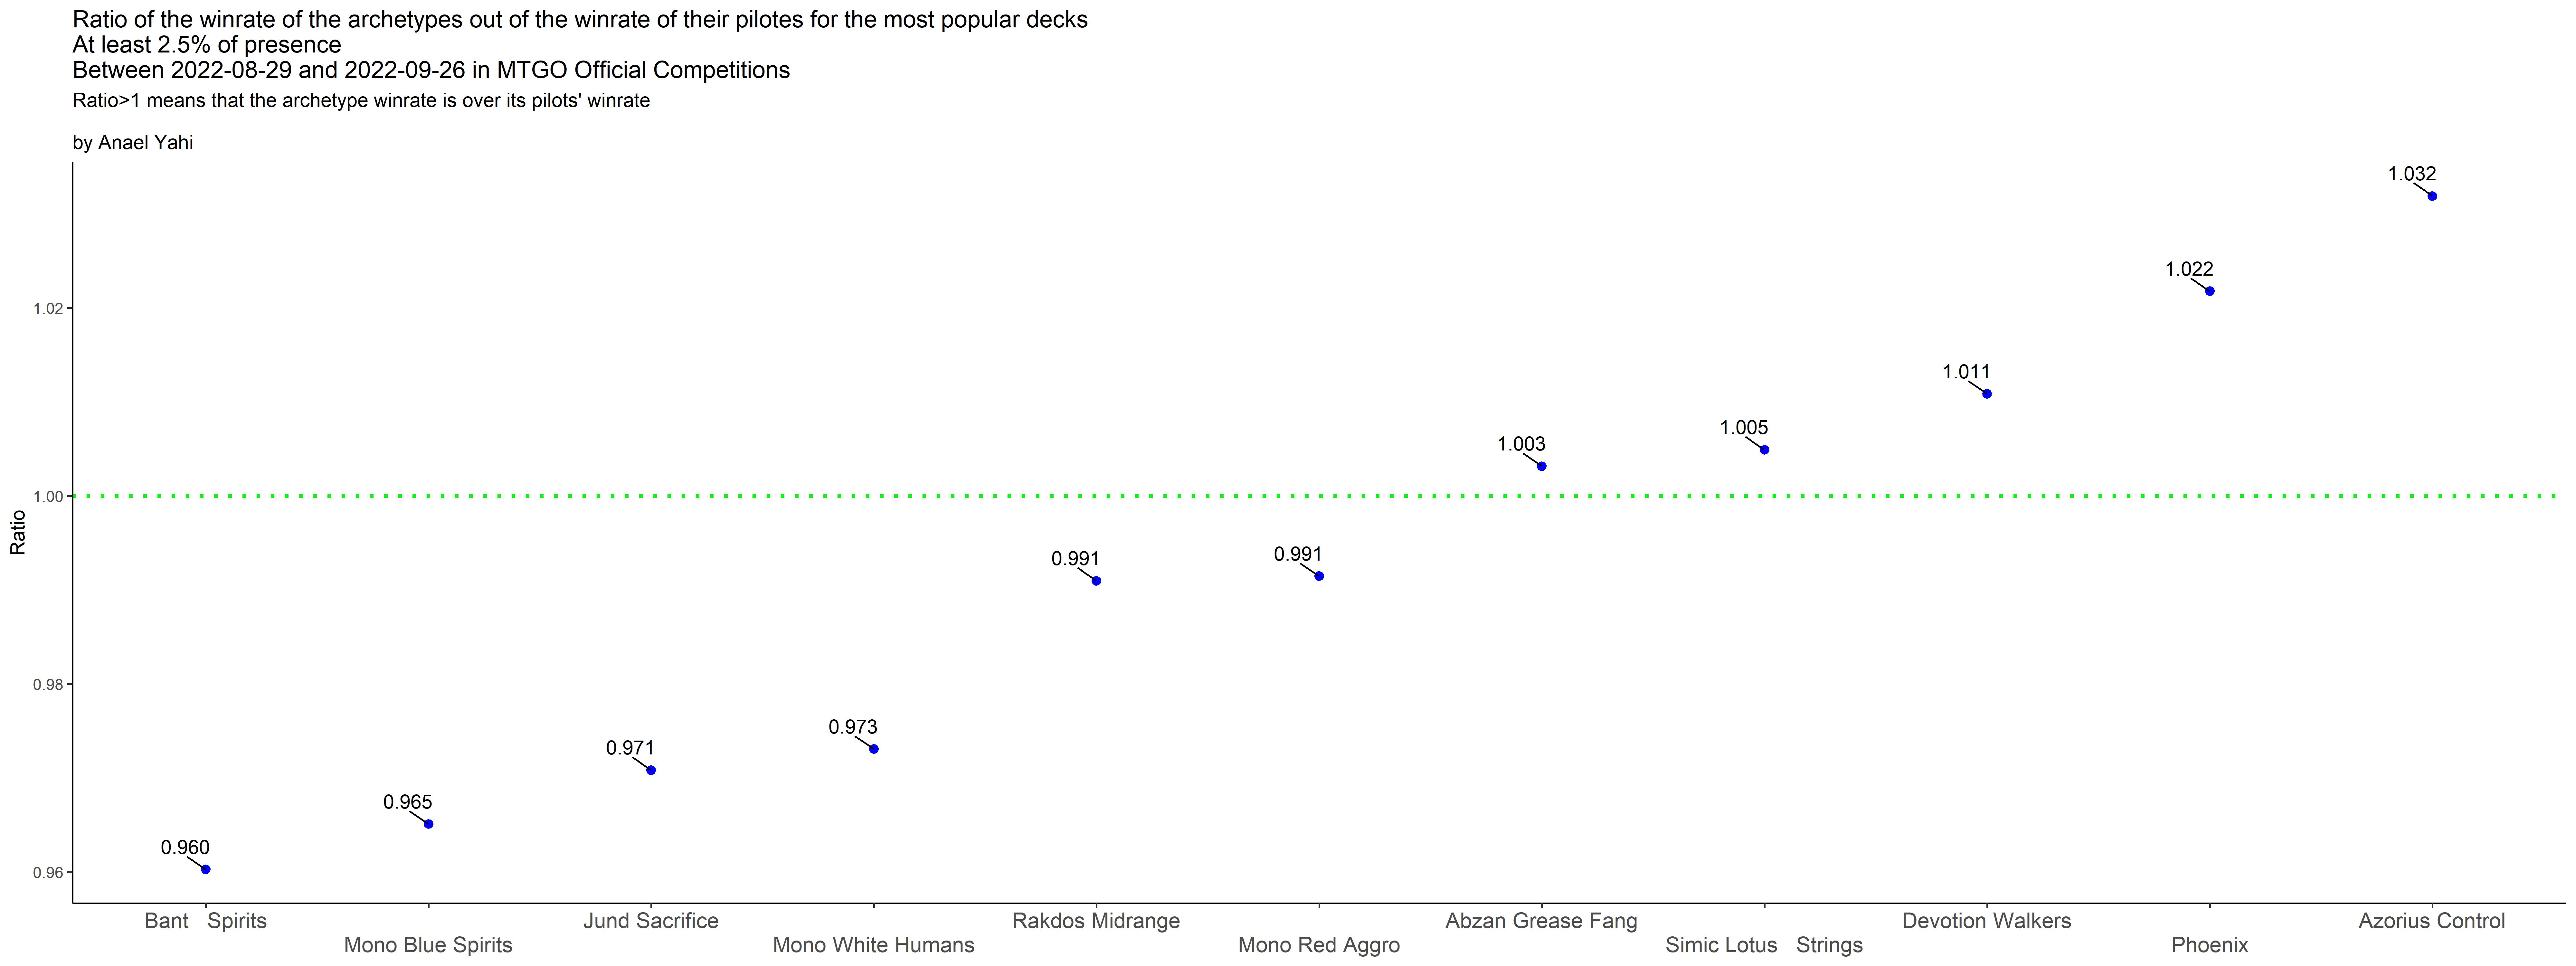 Ratio of the winrate of the archetypes out of the winrate of their pilotes for the most popular decks
At least 2.5% of presence
Between 2022-08-29 and 2022-09-26 in MTGO Official Competitions
Ratio>1 means that the archetype winrate is over its pilots' winrate
by Anael Yahi
1.032
1.022
1.02
1.011
1.005
1.003
1.00
Ratio
0.991
0.991
0.98
0.973
0.971
0.965
0.960
0.96
Bant   Spirits
Mono Blue Spirits
Jund Sacrifice
Mono White Humans
Rakdos Midrange
Mono Red Aggro
Abzan Grease Fang
Simic Lotus   Strings
Devotion Walkers
Phoenix
Azorius Control